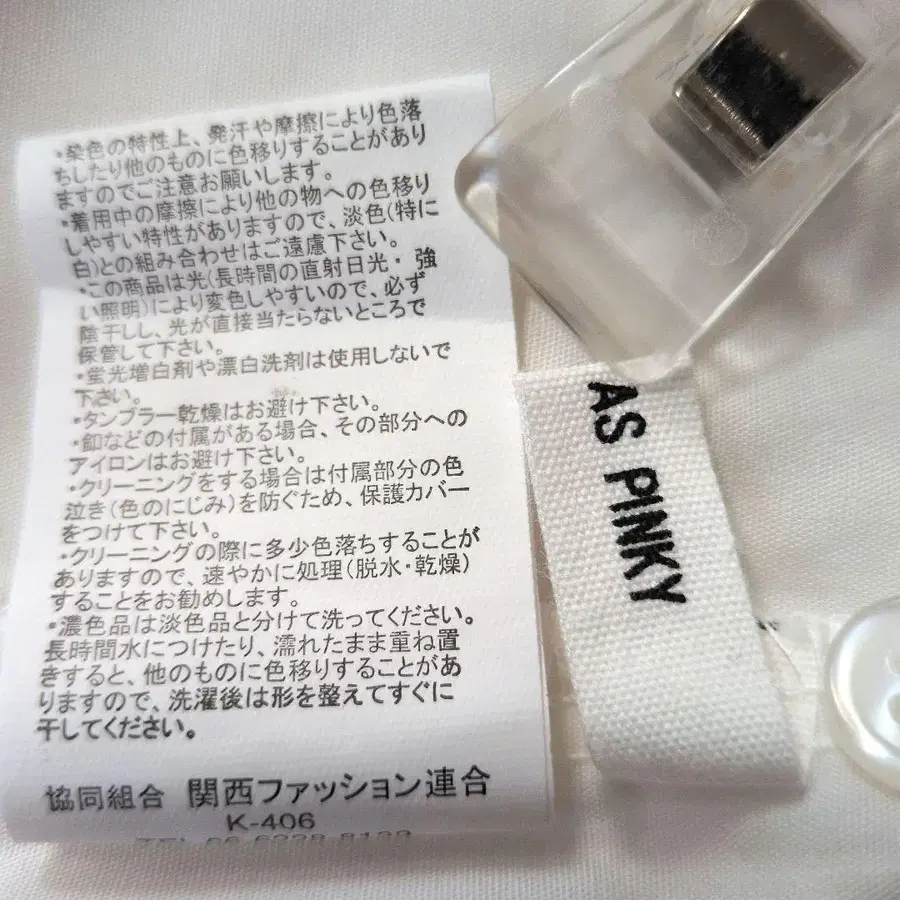 ・染色の特性上、発汗や摩擦により色落
ちしたり他のものに色移りすることがあり
ますのでご注意お願いします。
・着用中の摩擦により他の物への色移り
しやすい特性がありますので、淡色(特に
白)との組み合わせはご遠慮下さい。
・この商品は光(長時間の直射日光・強
い照明)により変色しやすいので、必ず
陰干しし、光が直接当たらないところで
保管して下さい。
・蛍光増白剤や漂白洗剤は使用しないで
下さい。
・タンブラー乾燥はお避け下さい。
・釦などの付属がある場合、その部分への
アイロンはお避け下さい。
・クリーニングをする場合は付属部分の色
泣き(色のにじみ)を防ぐため、保護カバー
をつけて下さい。
・クリーニングの際に多少色落ちすることが
ありますので、速やかに処理(脱水・乾燥)
することをお勧めします。
・濃色品は淡色品と分けて洗ってください。
長時間水につけたり、濡れたまま重ね置
きすると、他のものに色移りすることがあ
りますので、洗濯後は形を整えてすぐに
干してください。
協同組合 関西ファッション連合
K-406
AS PINKY